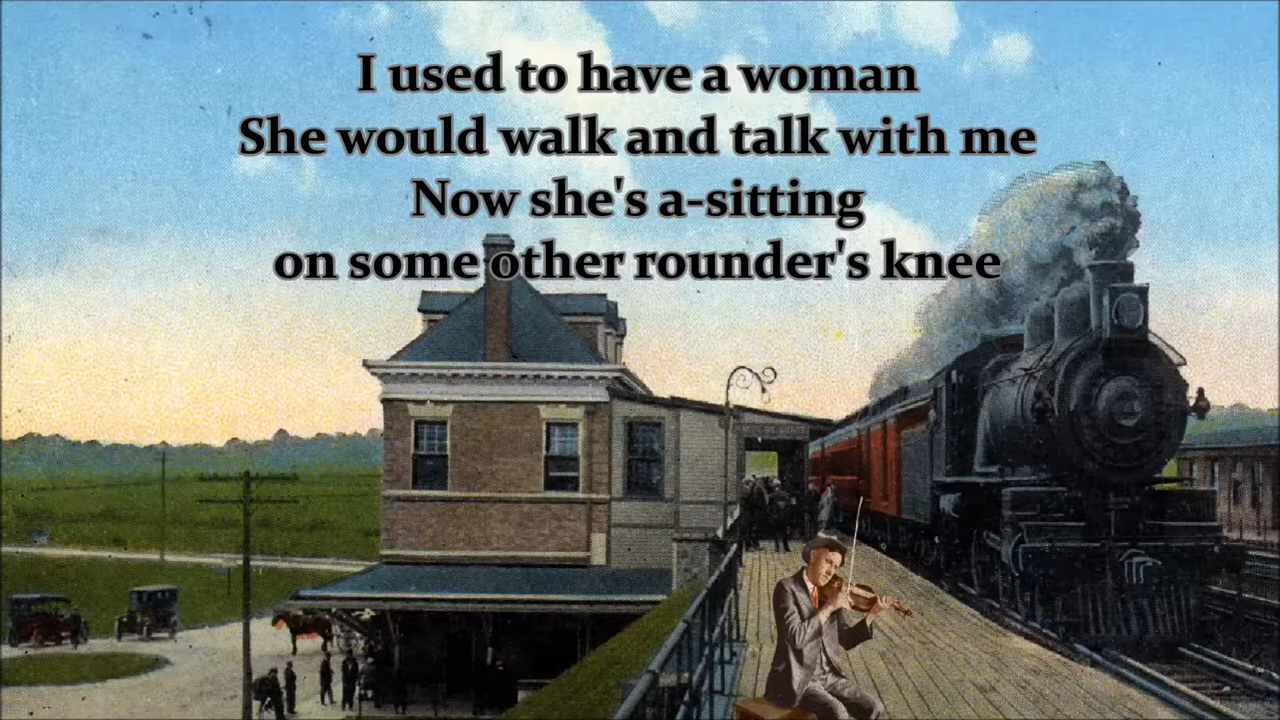 I used to have a woman
She would walk and talk with me
Now she's a-sitting
on some other rounder's knee